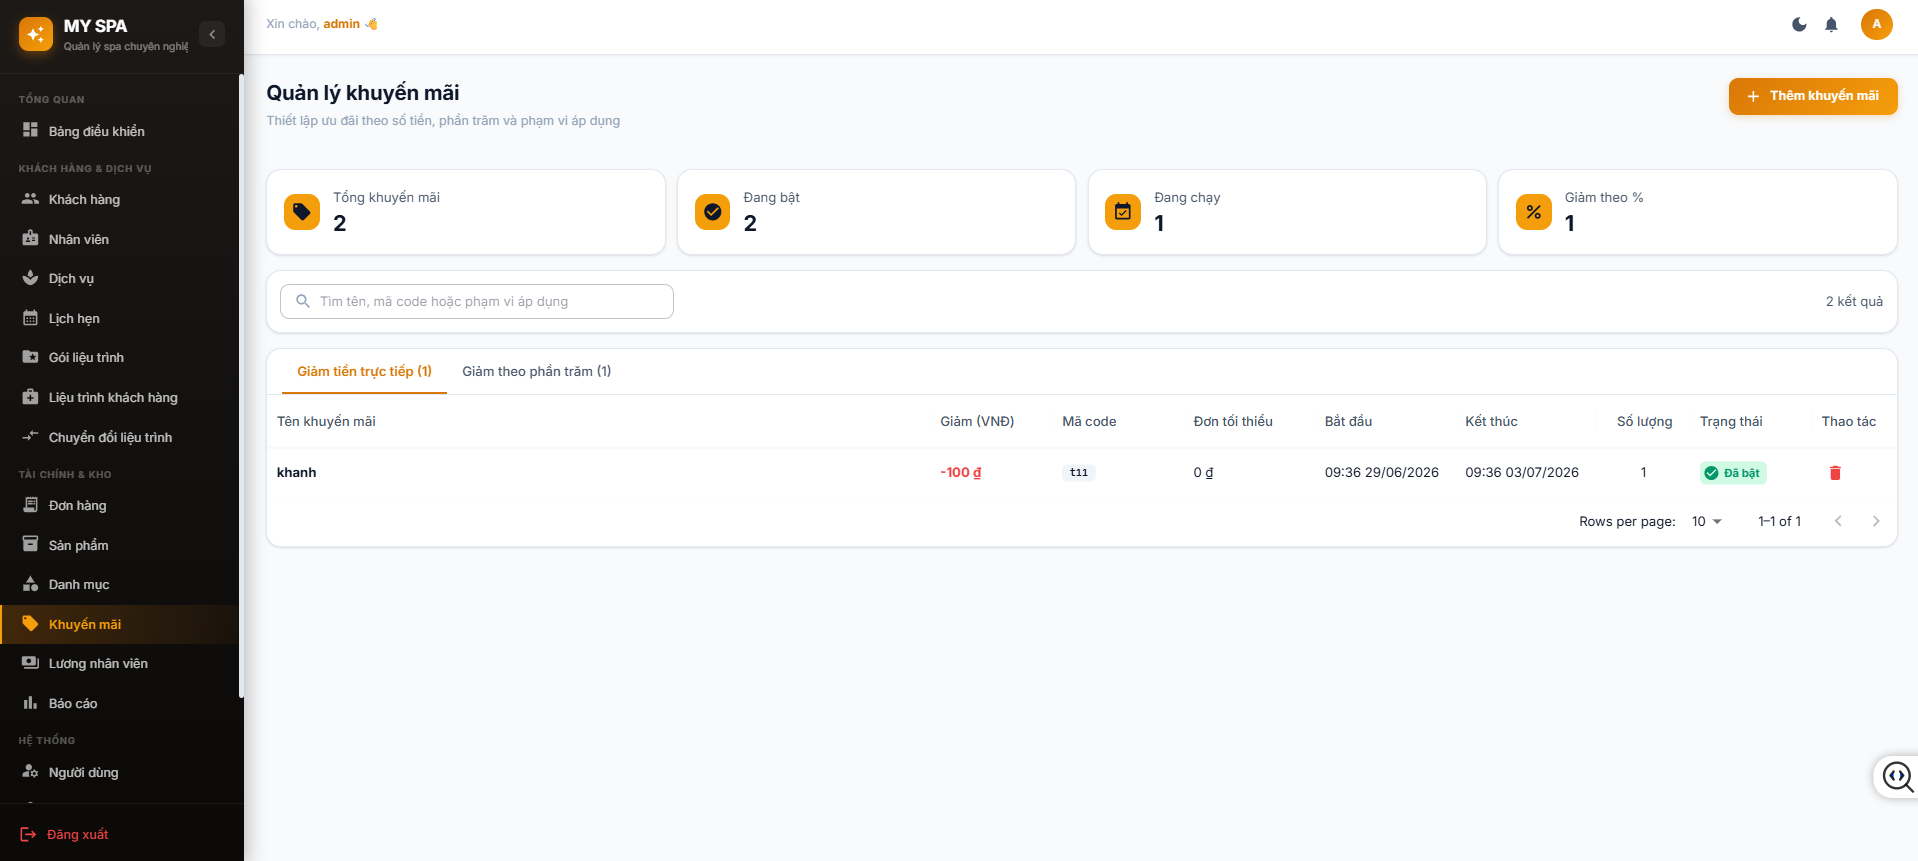 MY SPA
Quản lý spa chuyên nghiệ
TỔNG QUAN
Bảng điều khiển
KHÁCH HÀNG & DỊCH VỤ
Khách hàng
Nhân viên
Dịch vụ
Lịch hẹn
Gói liệu trình
Liệu trình khách hàng
Chuyển đổi liệu trình
TÀI CHÍNH & KHO
Đơn hàng
Sản phẩm
Danh mục
Khuyến mãi
Lương nhân viên
Báo cáo
HỆ THỐNG
Người dùng
Đăng xuất
Xin chào, admin 👋
A
Quản lý khuyến mãi
Thiết lập ưu đãi theo số tiền, phần trăm và phạm vi áp dụng
Thêm khuyến mãi
Tổng khuyến mãi
2
Đang bật
2
Đang chạy
1
Giảm theo %
1
Tìm tên, mã code hoặc phạm vi áp dụng
2 kết quả
Giảm tiền trực tiếp (1) Giảm theo phần trăm (1)
Tên khuyến mãi Giảm (VNĐ) Mã code Đơn tối thiểu Bắt đầu Kết thúc Số lượng Trạng thái Thao tác
khanh -100 ₫ t11 0 ₫ 09:36 29/06/2026 09:36 03/07/2026 1 Đã bật
Rows per page: 10 1–1 of 1